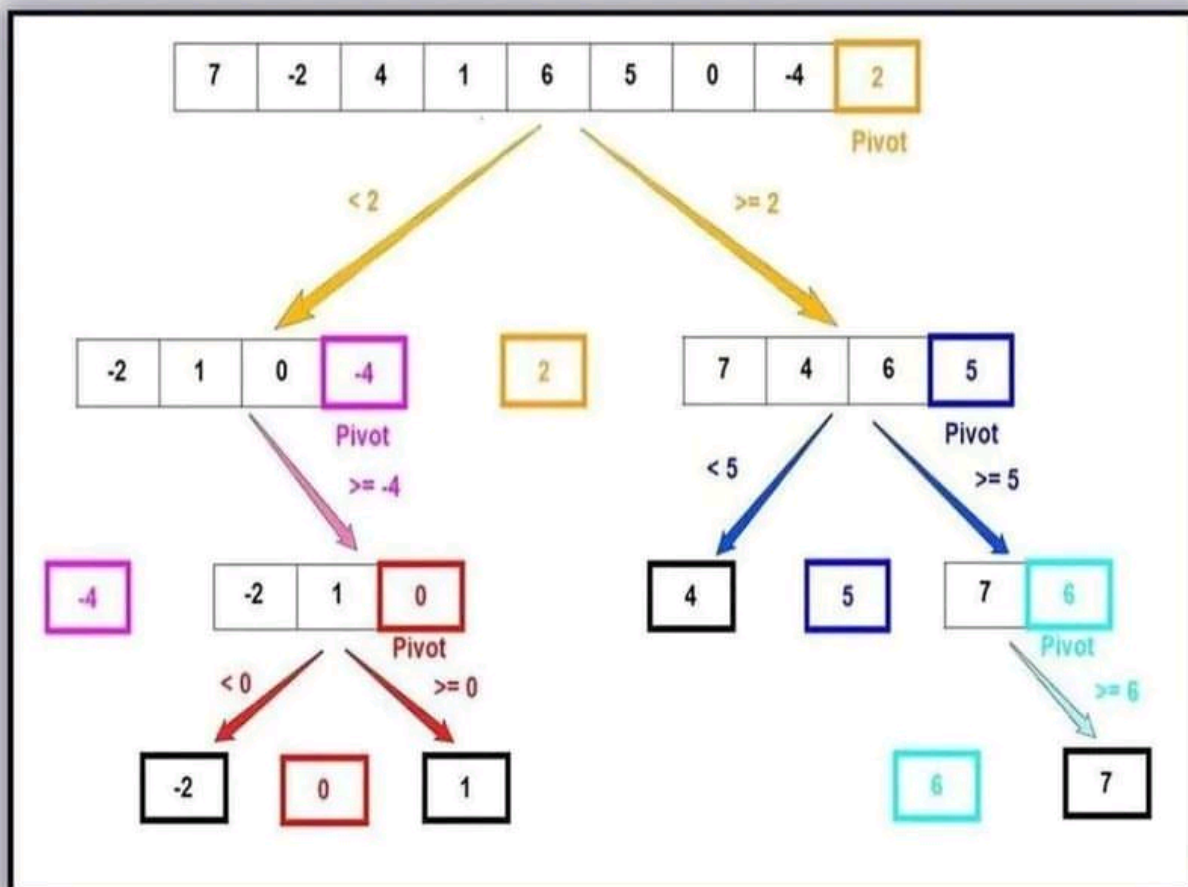 7 -2 4 1 6 5 0 -4 2
Pivot
< 2 >= 2
-2 1 0 -4 2 7 4 6 5
Pivot Pivot
>= -4 < 5 >= 5
-4 -2 1 0 4 5 7 6
Pivot Pivot
< 0 >= 0 >= 6
-2 0 1 6 7